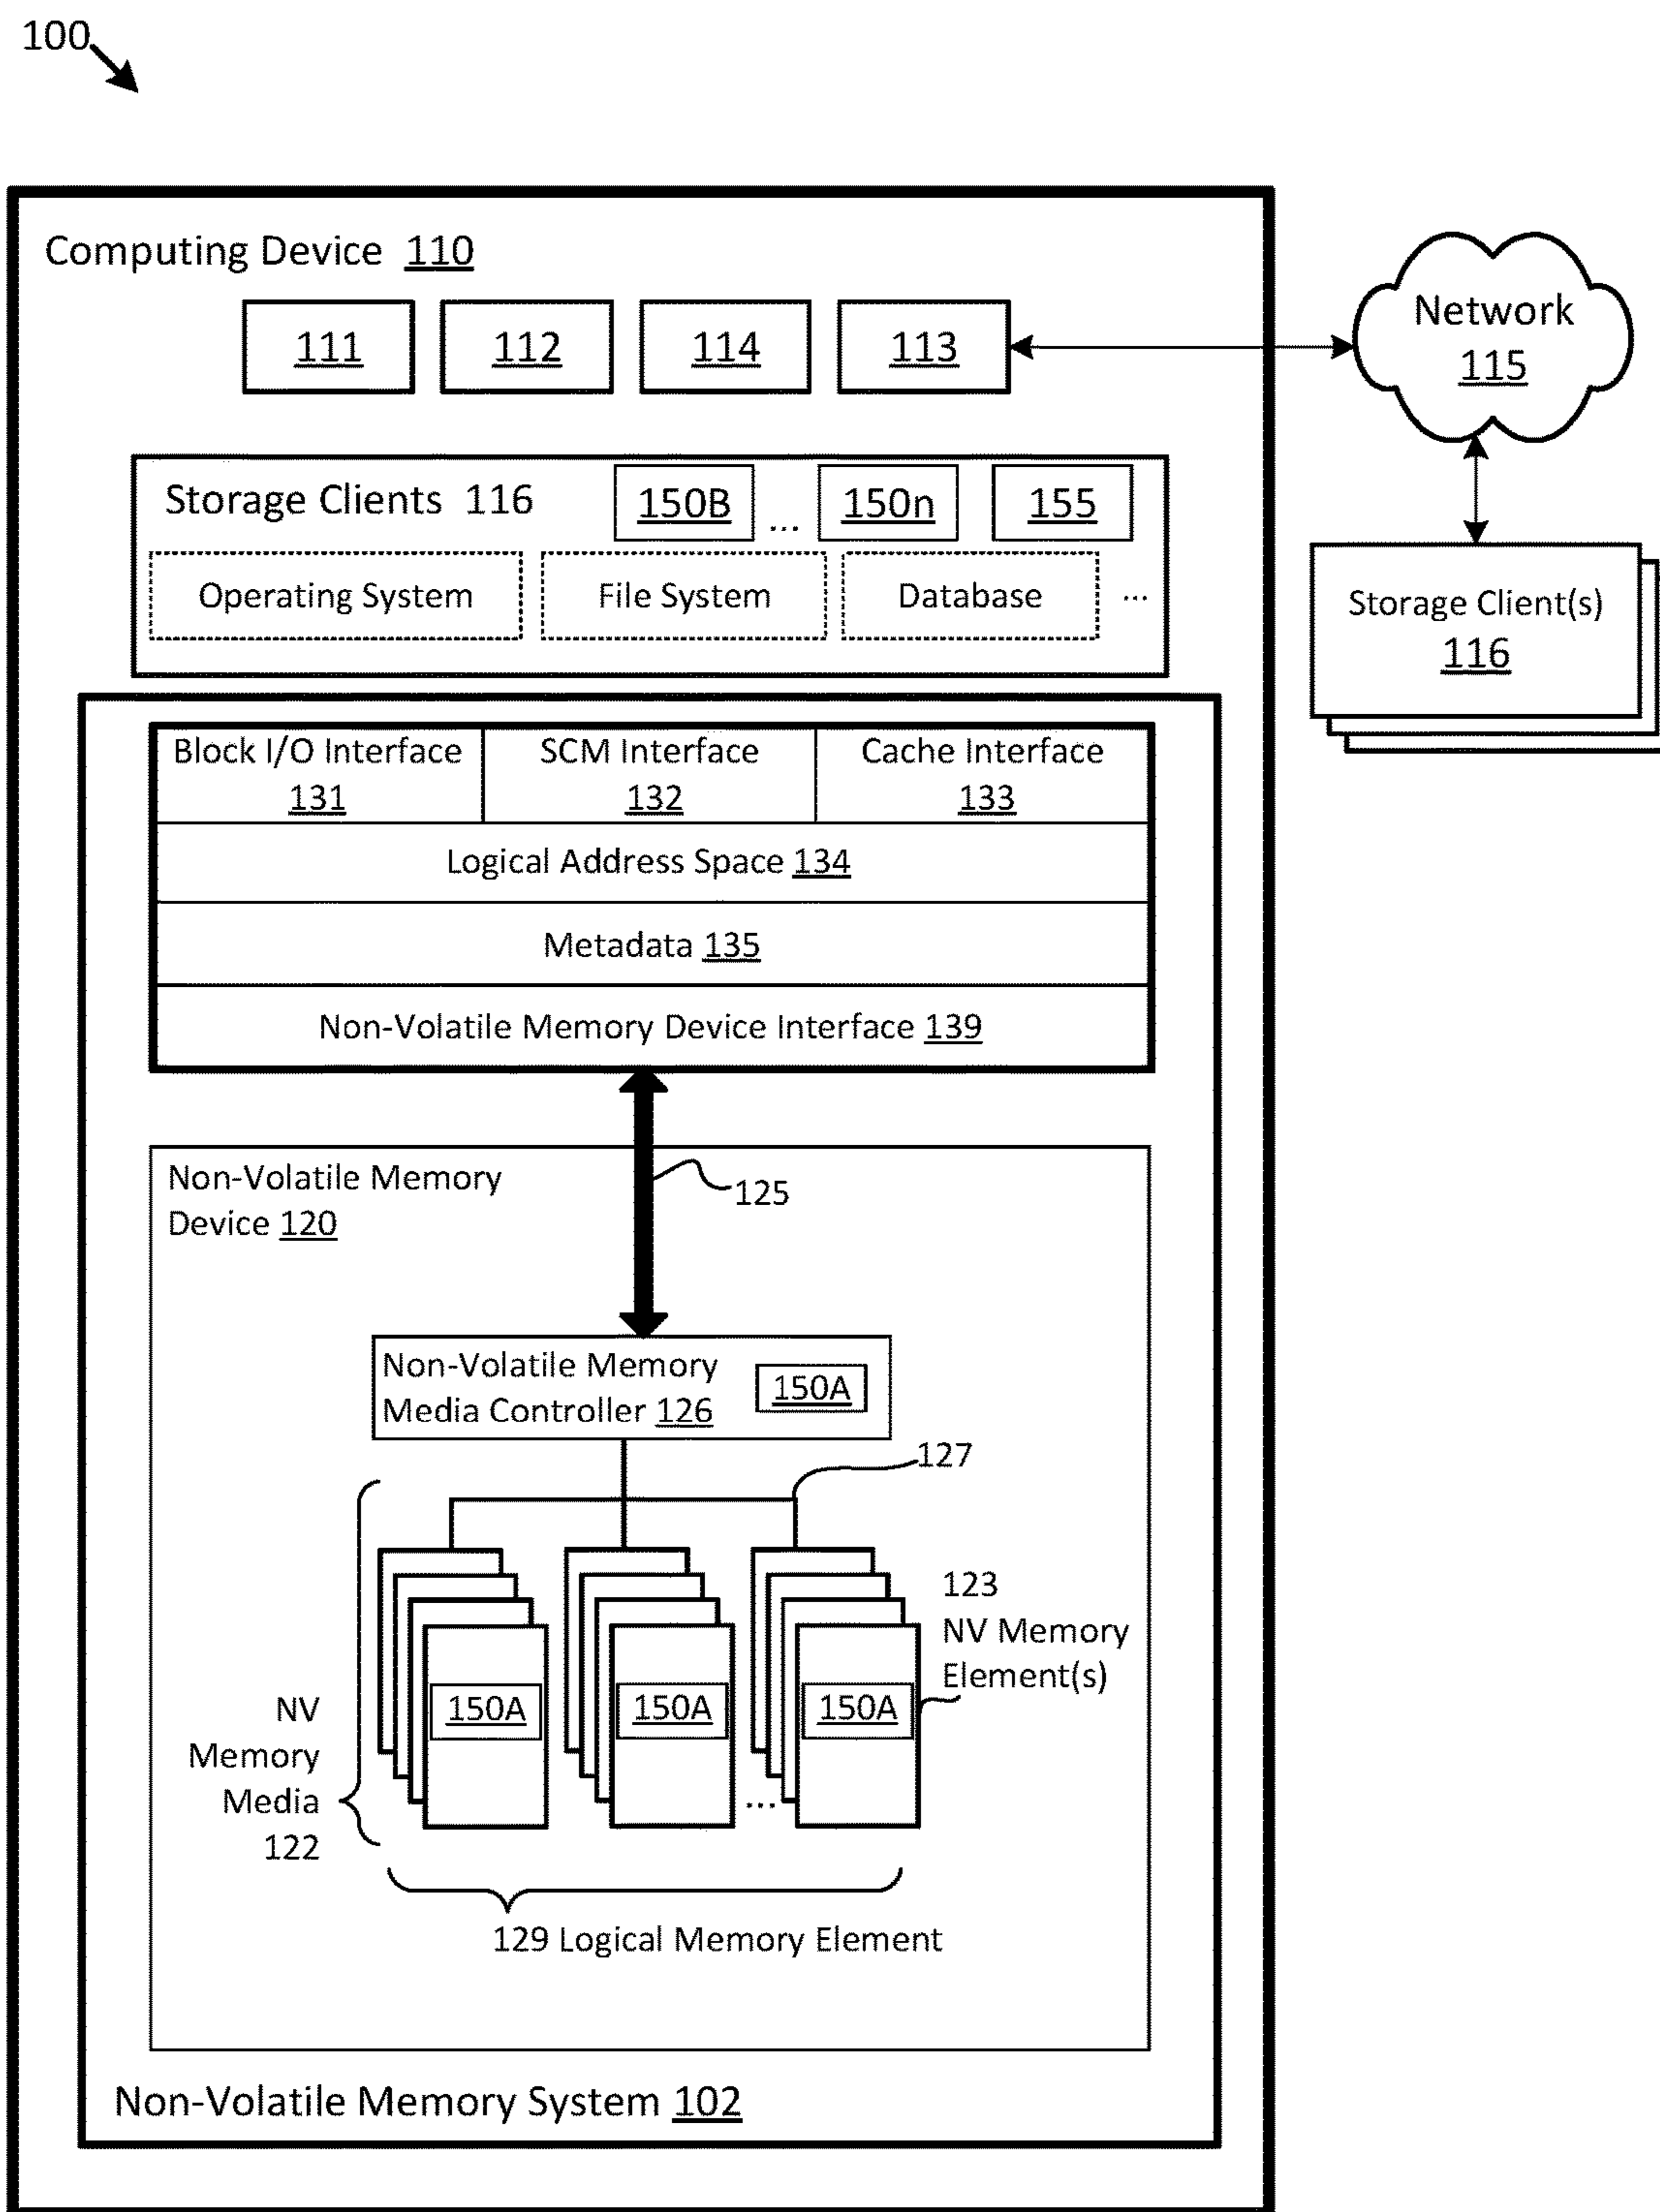 100
Computing Device 110
111
112
114
113
Network
115
Storage Clients 116
150B
...
150n
155
Operating System
File System
Database
...
Storage Client(s)
116
Block I/O Interface
131
SCM Interface
132
Cache Interface
133
Logical Address Space 134
Metadata 135
Non-Volatile Memory Device Interface 139
Non-Volatile Memory
Device 120
125
Non-Volatile Memory
Media Controller 126
150A
127
123
NV Memory
Element(s)
150A
150A
150A
...
NV
Memory
Media
122
129 Logical Memory Element
Non-Volatile Memory System 102